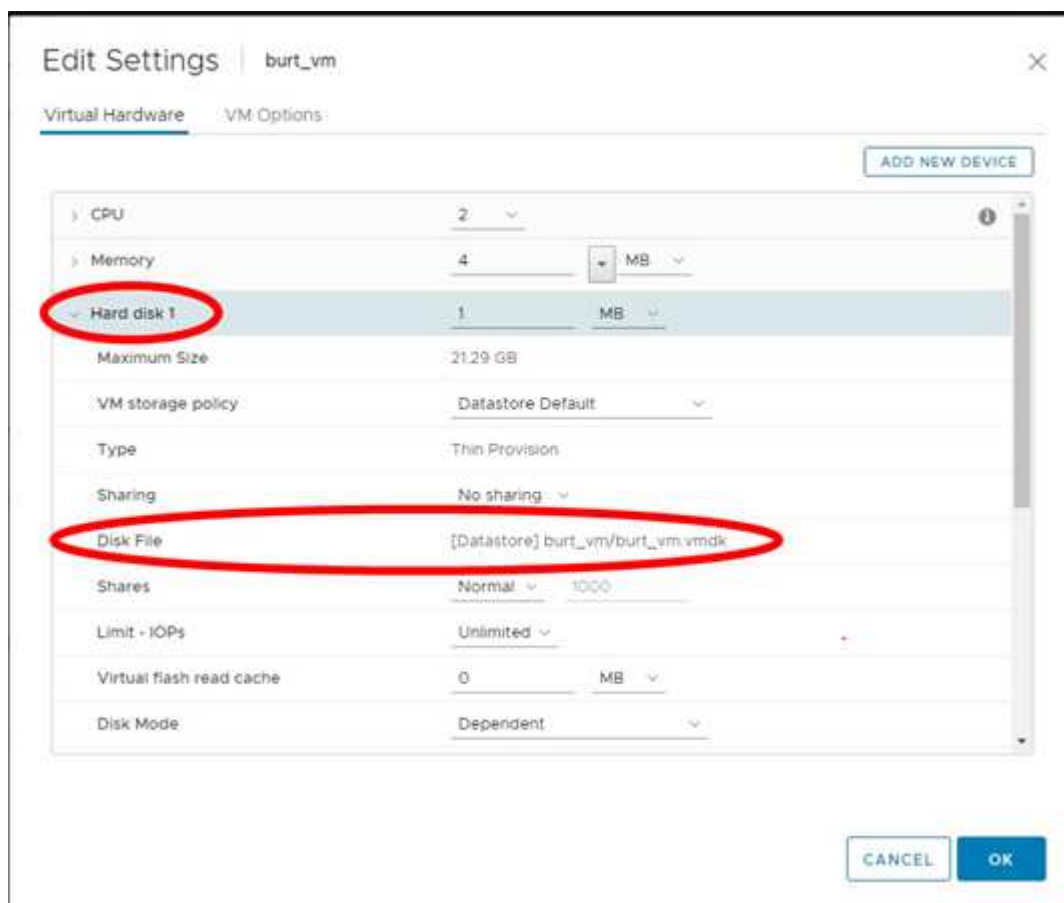 Edit Settings burt_vm
Virtual Hardware VM Options
ADD NEW DEVICE
CPU 2
Memory 4 MB
Hard disk 1 1 MB
Maximum Size 21.29 GB
VM storage policy Datastore Default
Type Thin Provision
Sharing No sharing
Disk File [Datastore] burt_vm/burt_vm.vmdk
Shares Normal 1000
Limit - IOPs Unlimited
Virtual flash read cache 0 MB
Disk Mode Dependent
CANCEL OK